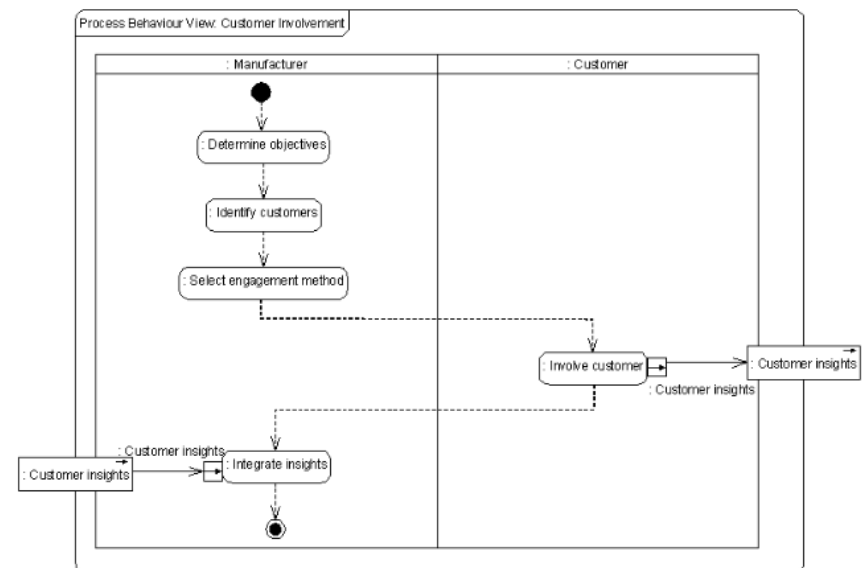 Process Behaviour View: Customer Involvement
: Manufacturer
: Customer
: Determine objectives
: Identify customers
: Select engagement method
: Involve customer
: Customer insights
: Customer insights
: Customer insights
: Integrate insights
: Customer insights